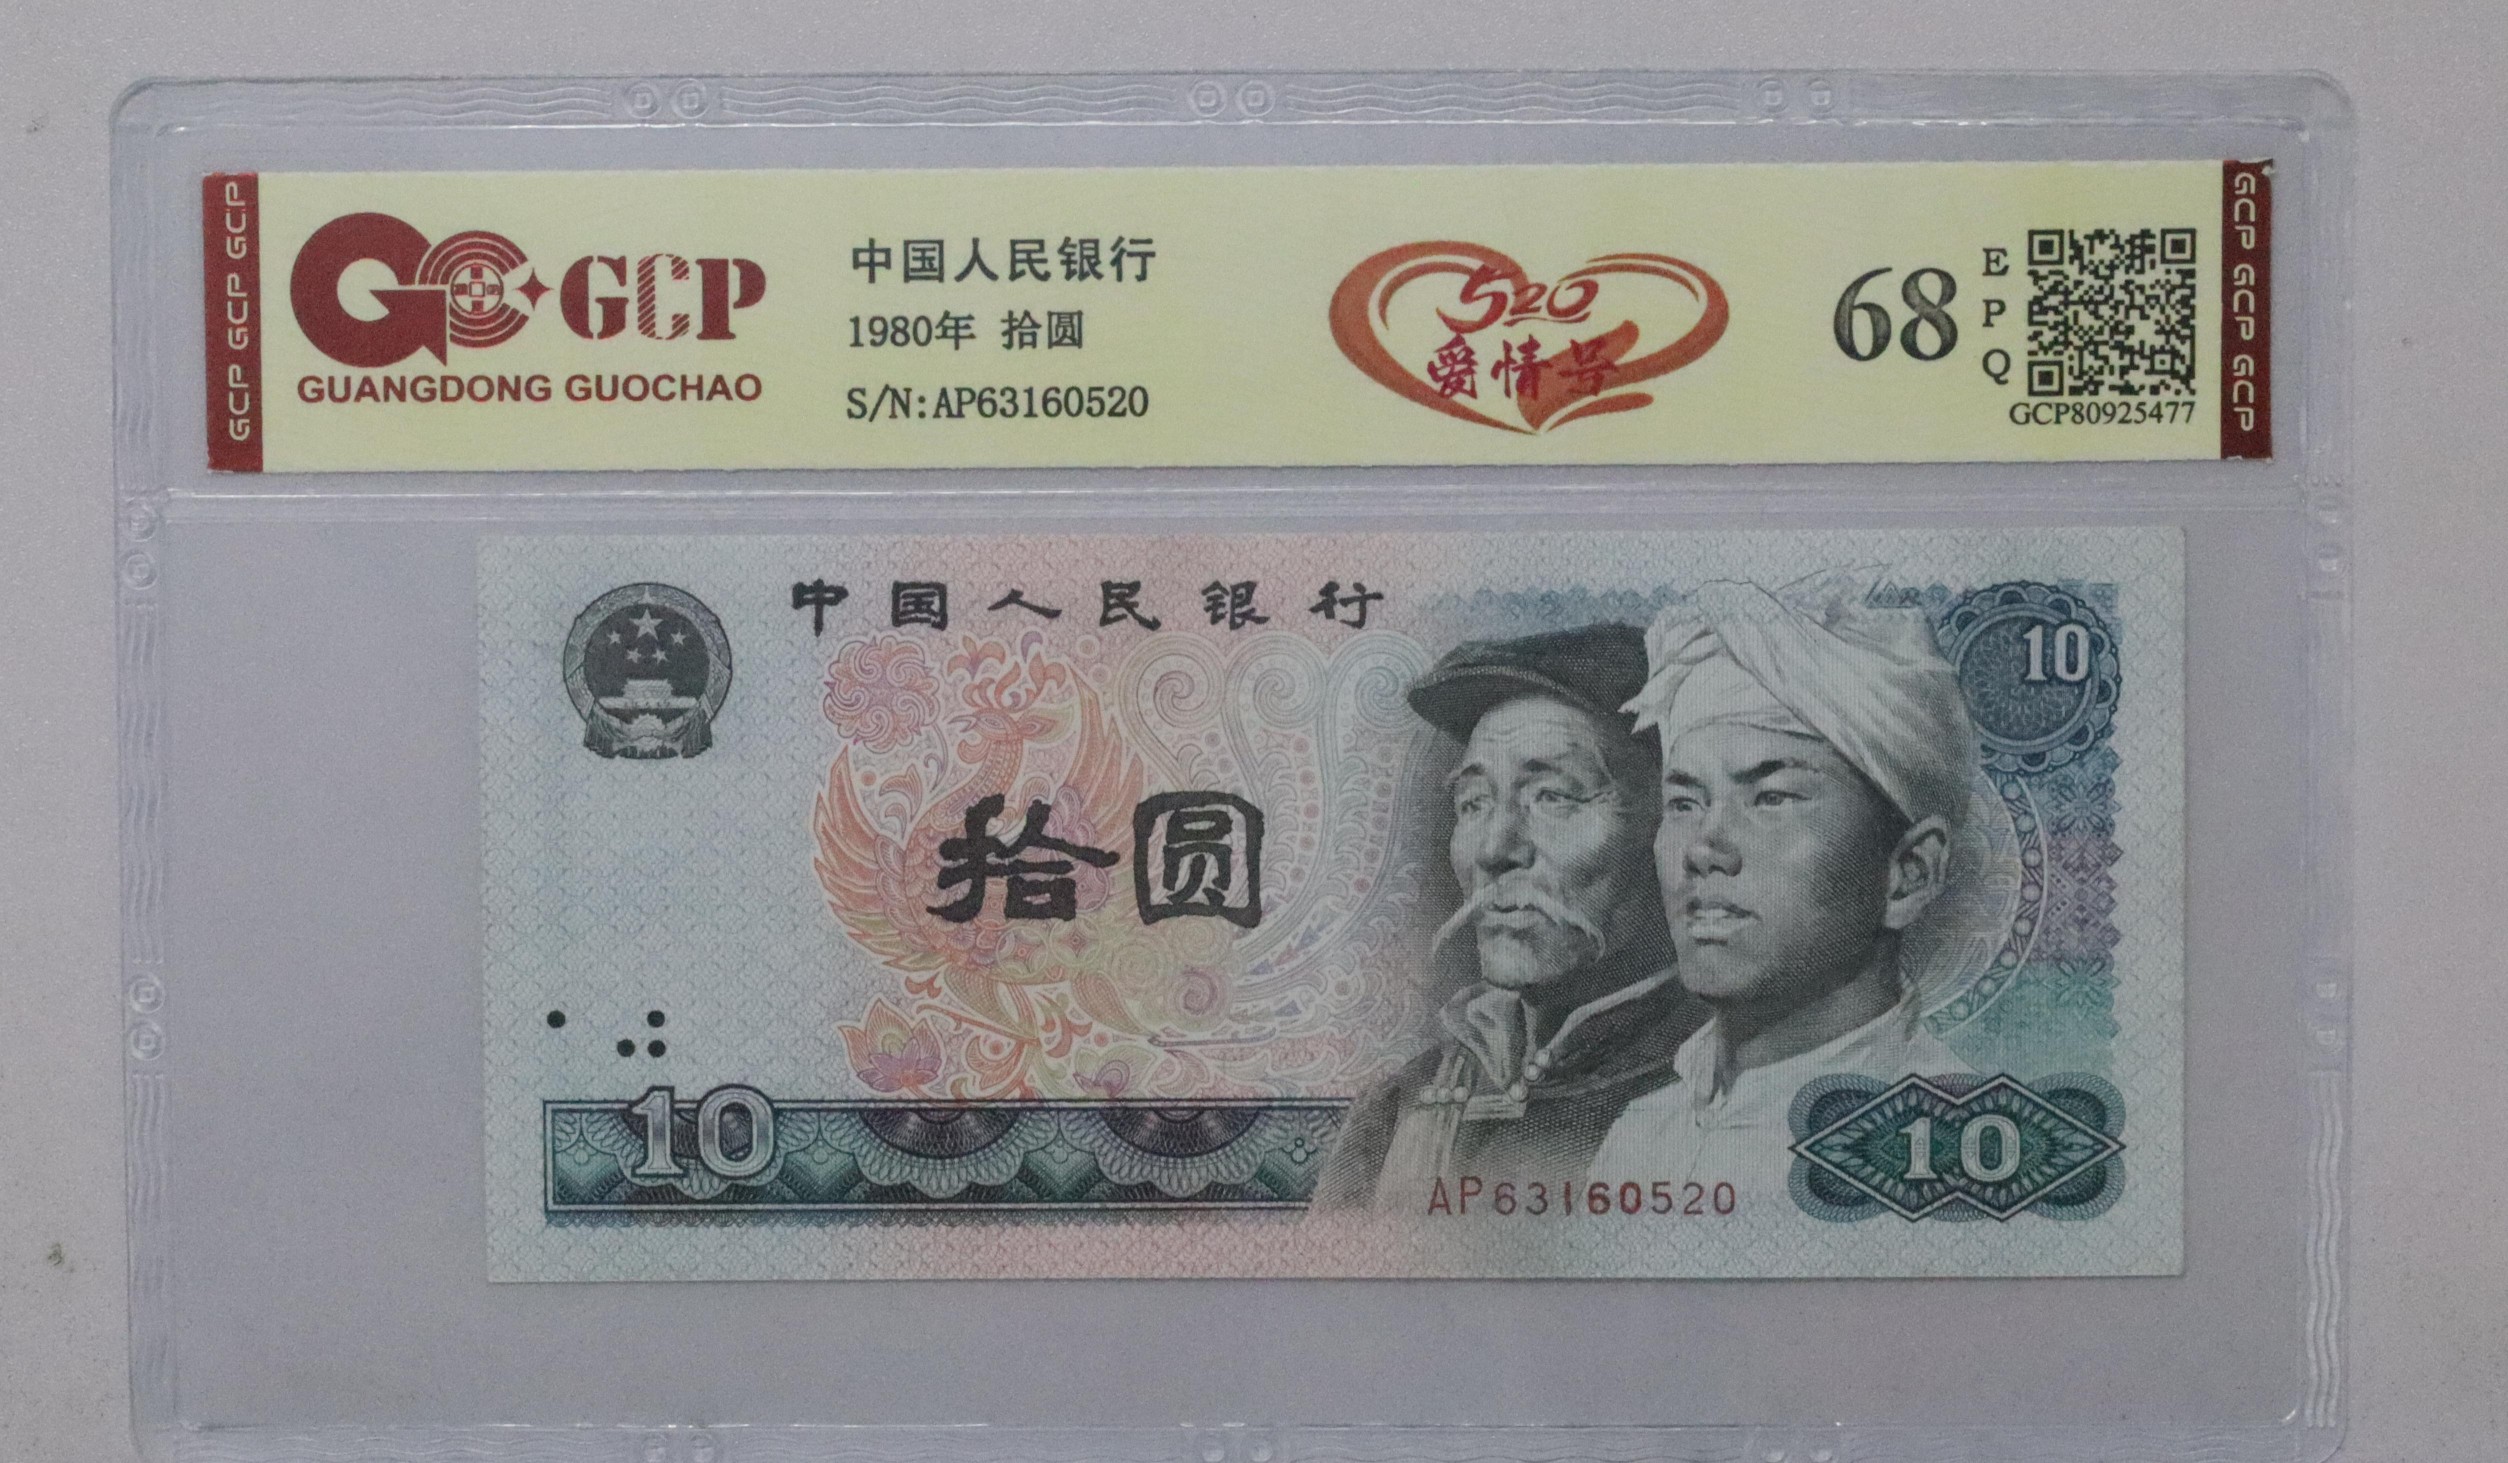 GCP GCP GCP
GCP
GUANGDONG GUOCHAO
中国人民银行
1980年 拾圆
S/N:AP63160520
520
爱情号
68
EPQ
GCP80925477
GCP GCP GCP
中国人民银行
10
拾圆
10
10
AP63160520